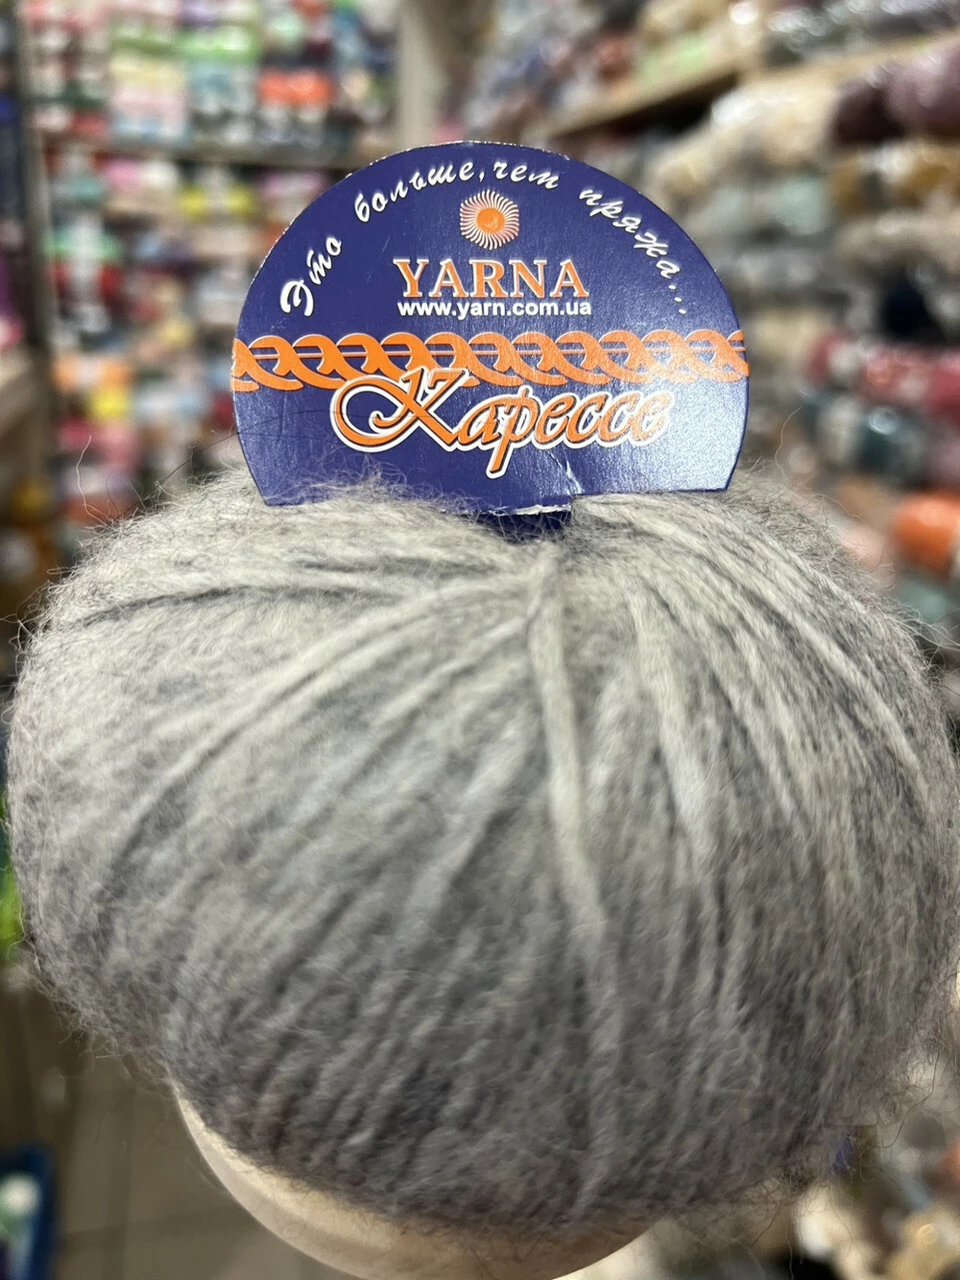 Это больше, чем пряжа...
YARNA
www.yarn.com.ua
Карессе